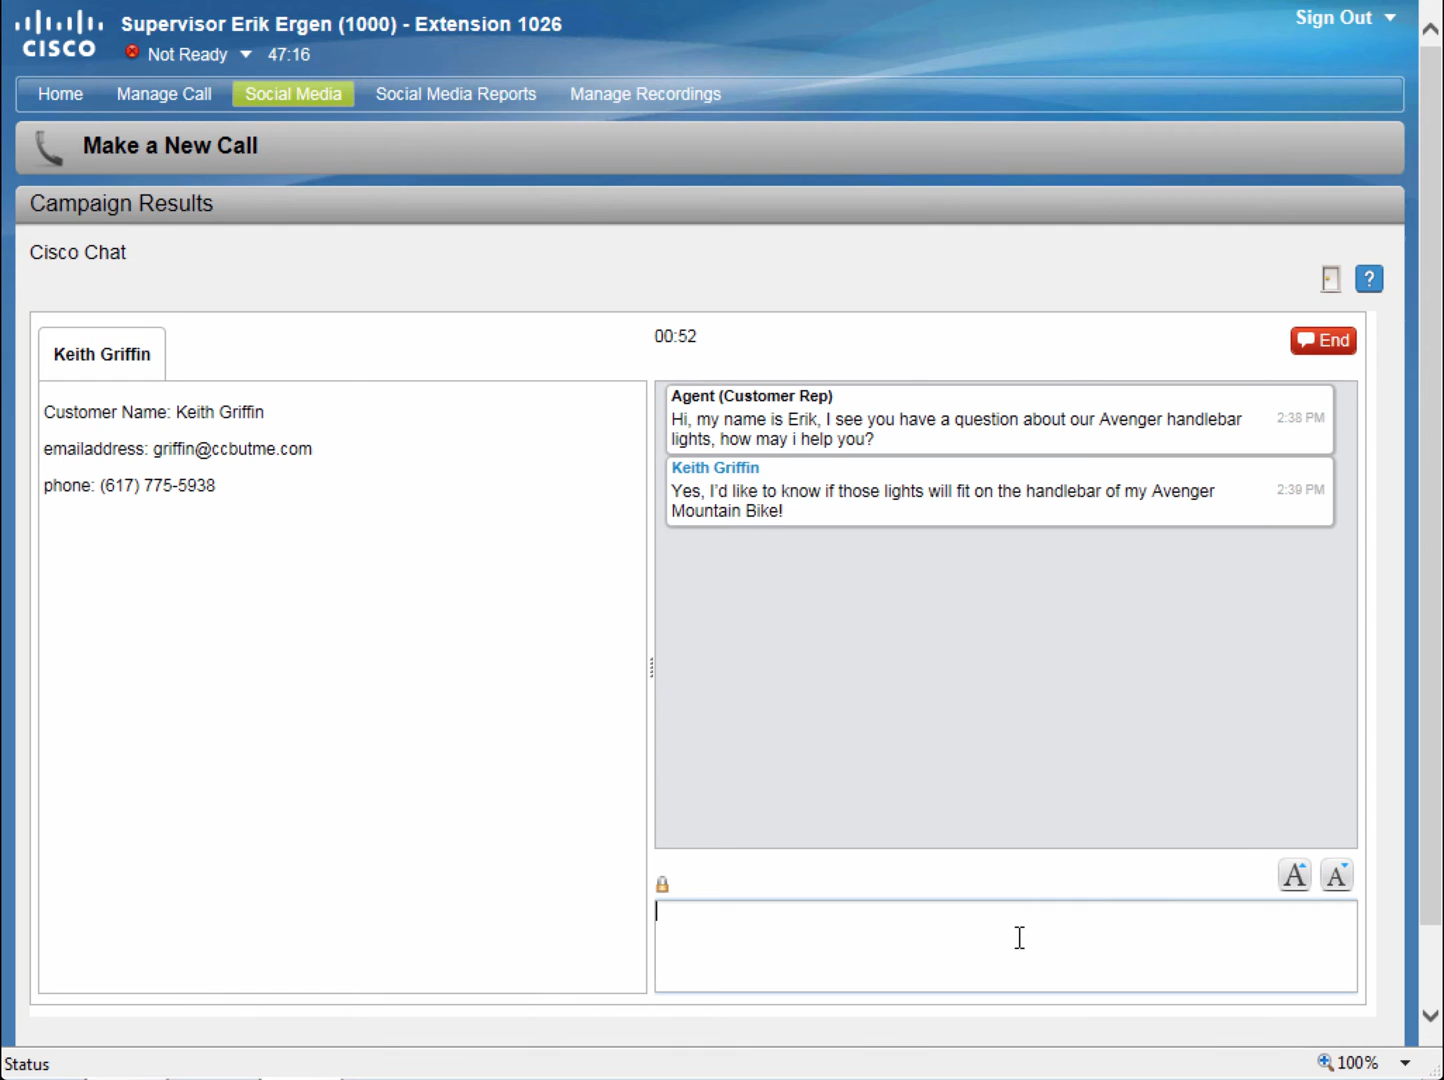 Supervisor Erik Ergen (1000) - Extension 1026
Sign Out
CISCO
Not Ready
47:16
Home
Manage Call
Social Media
Social Media Reports
Manage Recordings
Make a New Call
Campaign Results
Cisco Chat
?
Keith Griffin
00:52
End
Customer Name: Keith Griffin
emailaddress: griffin@ccbutme.com
phone: (617) 775-5938
Agent (Customer Rep)
Hi, my name is Erik, I see you have a question about our Avenger handlebar
lights, how may i help you?
2:38 PM
Keith Griffin
Yes, I'd like to know if those lights will fit on the handlebar of my Avenger
Mountain Bike!
2:39 PM
A
A
Status
100%